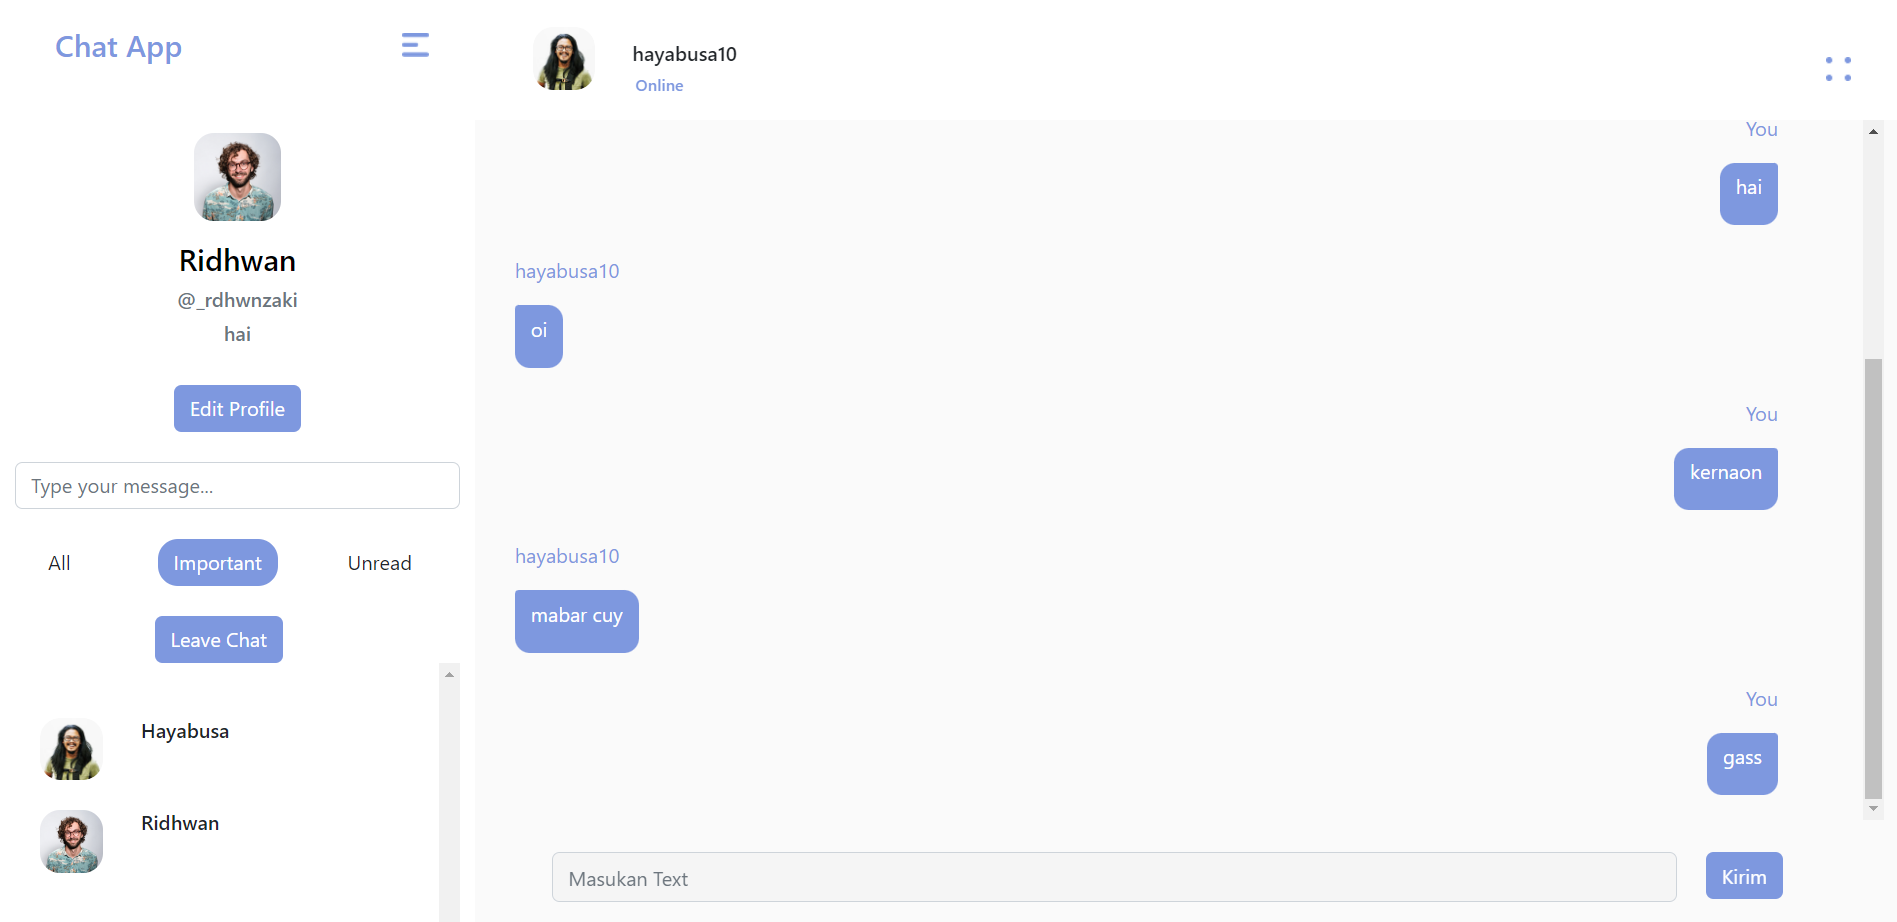 Chat App
Ridhwan
@_rdhwnzaki
hai
Edit Profile
Type your message...
All
Important
Unread
Leave Chat
Hayabusa
Ridhwan
hayabusa10
Online
You
hai
hayabusa10
oi
You
kernaon
hayabusa10
mabar cuy
You
gass
Masukan Text
Kirim